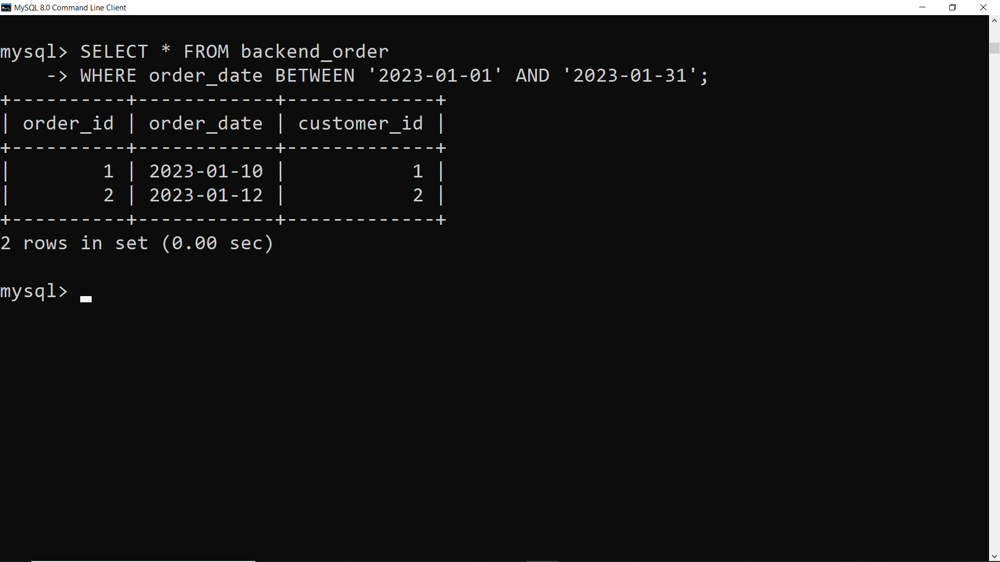 MySQL 8.0 Command Line Client
mysql> SELECT * FROM backend_order
    -> WHERE order_date BETWEEN '2023-01-01' AND '2023-01-31';
+----------+------------+-------------+
| order_id | order_date | customer_id |
+----------+------------+-------------+
|        1 | 2023-01-10 |           1 |
|        2 | 2023-01-12 |           2 |
+----------+------------+-------------+
2 rows in set (0.00 sec)
mysql>